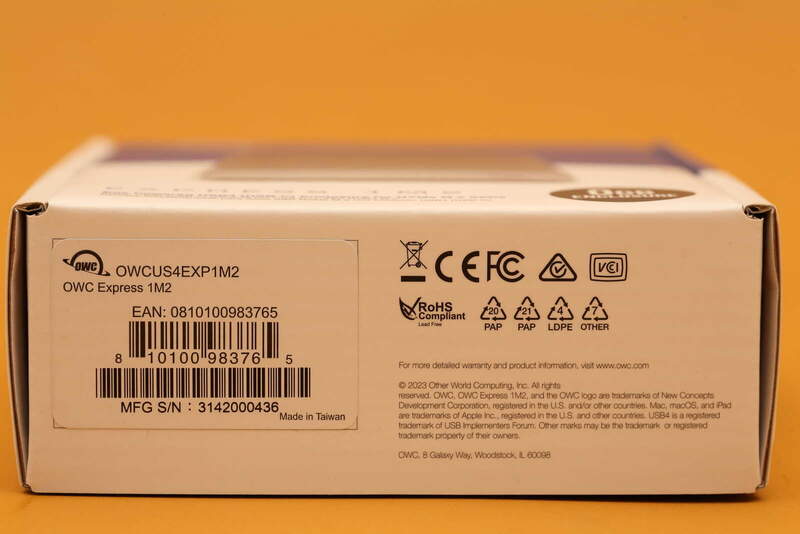 OWC OWCUS4EXP1M2
OWC Express 1M2
EAN: 0810100983765
8 10100 98376 5
MFG S/N : 3142000436
Made in Taiwan
ENCLOSURE
CE FC VCI
RoHS
Compliant
Lead Free
20 21 4 7
PAP PAP LDPE OTHER
For more detailed warranty and product information, visit www.owc.com
© 2023 Other World Computing, Inc. All rights
reserved. OWC, OWC Express 1M2, and the OWC logo are trademarks of New Concepts
Development Corporation, registered in the U.S. and/or other countries. Mac, macOS, and iPad
are trademarks of Apple Inc., registered in the U.S. and other countries. USB4 is a registered
trademark of USB Implementers Forum. Other marks may be the trademark or registered
trademark property of their owners.
OWC, 8 Galaxy Way, Woodstock, IL 60098